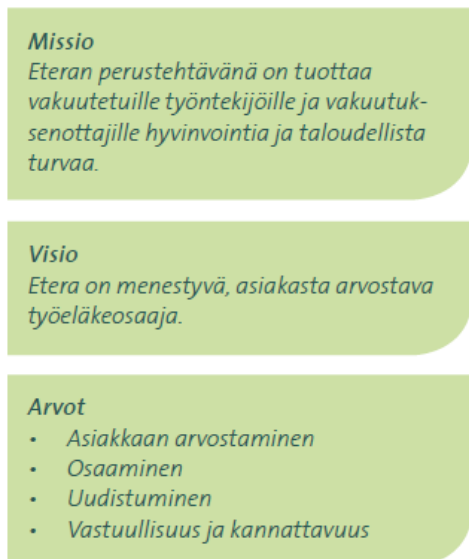 Missio
Eteran perustehtävänä on tuottaa
vakuutetuille työntekijöille ja vakuutuk-
senottajille hyvinvointia ja taloudellista
turvaa.
Visio
Etera on menestyvä, asiakasta arvostava
työeläkeosaaja.
Arvot
• Asiakkaan arvostaminen
• Osaaminen
• Uudistuminen
• Vastuullisuus ja kannattavuus